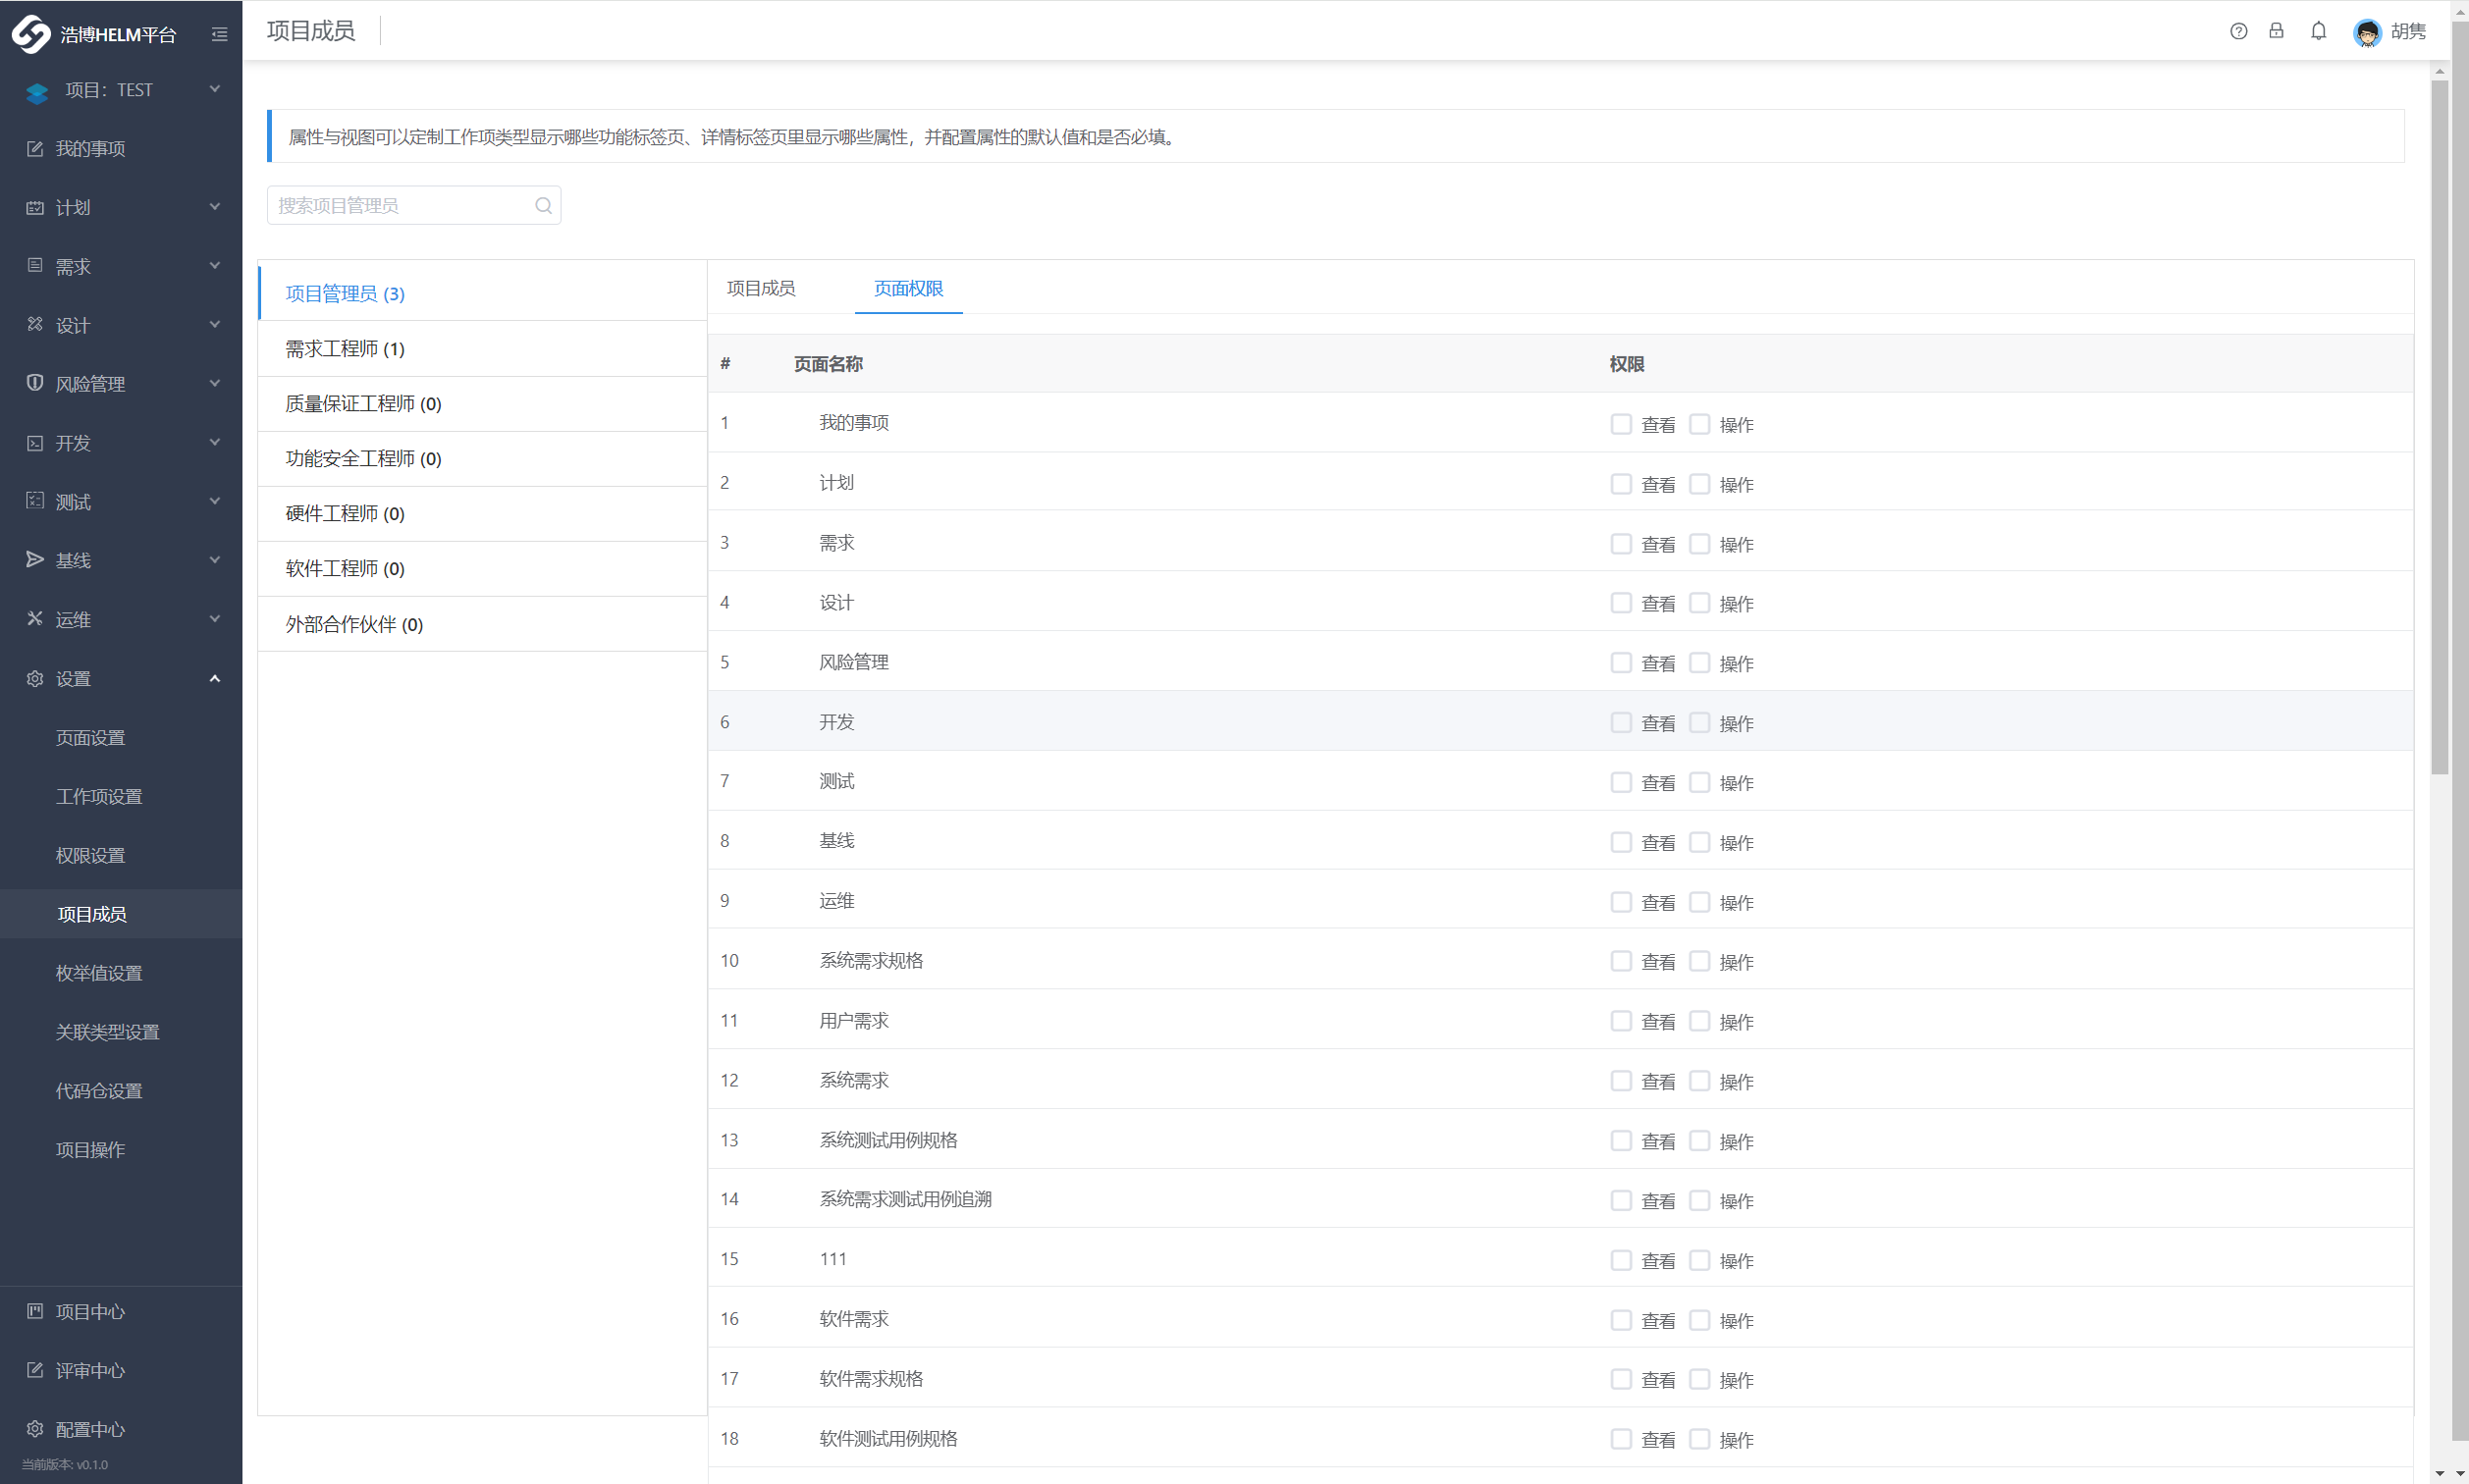 浩博HELM平台
项目：TEST
我的事项
计划
需求
设计
风险管理
开发
测试
基线
运维
设置
页面设置
工作项设置
权限设置
项目成员
枚举值设置
关联类型设置
代码仓设置
项目操作
项目中心
评审中心
配置中心
当前版本: v0.1.0
项目成员
胡隽
属性与视图可以定制工作项类型显示哪些功能标签页、详情标签页里显示哪些属性，并配置属性的默认值和是否必填。
搜索项目管理员
项目管理员 (3)
需求工程师 (1)
质量保证工程师 (0)
功能安全工程师 (0)
硬件工程师 (0)
软件工程师 (0)
外部合作伙伴 (0)
项目成员 页面权限
# 页面名称 权限
1 我的事项 查看 操作
2 计划 查看 操作
3 需求 查看 操作
4 设计 查看 操作
5 风险管理 查看 操作
6 开发 查看 操作
7 测试 查看 操作
8 基线 查看 操作
9 运维 查看 操作
10 系统需求规格 查看 操作
11 用户需求 查看 操作
12 系统需求 查看 操作
13 系统测试用例规格 查看 操作
14 系统需求测试用例追溯 查看 操作
15 111 查看 操作
16 软件需求 查看 操作
17 软件需求规格 查看 操作
18 软件测试用例规格 查看 操作